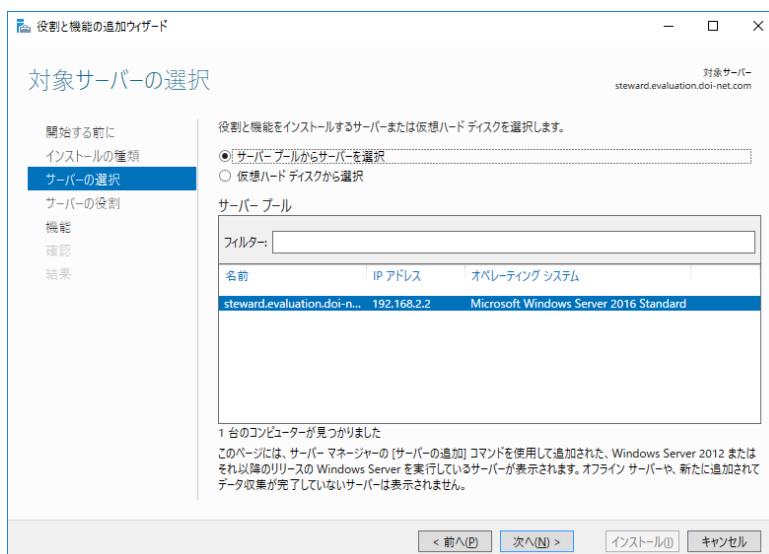 役割と機能の追加ウィザード
対象サーバーの選択
対象サーバー
steward.evaluation.doi-net.com
開始する前に
インストールの種類
サーバーの選択
サーバーの役割
機能
確認
結果
役割と機能をインストールするサーバーまたは仮想ハード ディスクを選択します。
サーバー プールからサーバーを選択
仮想ハード ディスクから選択
サーバー プール
フィルター:
名前 IP アドレス オペレーティング システム
steward.evaluation.doi-n... 192.168.2.2 Microsoft Windows Server 2016 Standard
1 台のコンピューターが見つかりました
このページには、サーバー マネージャーの [サーバーの追加] コマンドを使用して追加された、Windows Server 2012 または
それ以降のリリースの Windows Server を実行しているサーバーが表示されます。オフライン サーバーや、新たに追加されて
データ収集が完了していないサーバーは表示されません。
< 前へ(P) 次へ(N) > インストール(I) キャンセル